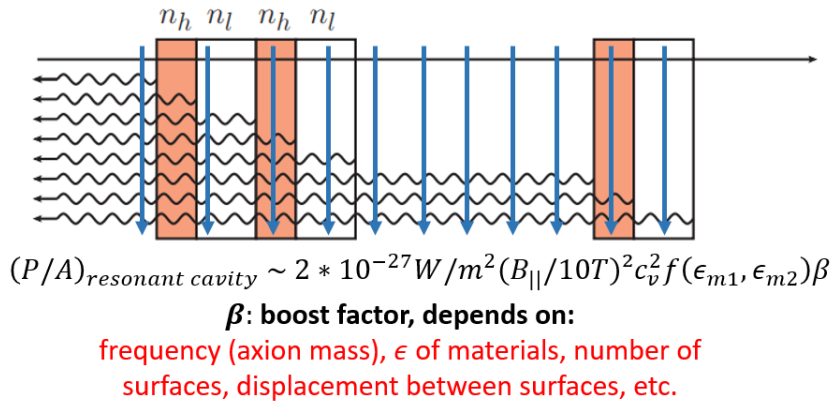 n_h n_l n_h n_l
(P/A)_{resonant cavity} ~ 2 * 10^{-27} W/m^2 (B_{||}/10T)^2 c_v^2 f(ϵ_{m1}, ϵ_{m2})β
β: boost factor, depends on:
frequency (axion mass), ϵ of materials, number of
surfaces, displacement between surfaces, etc.